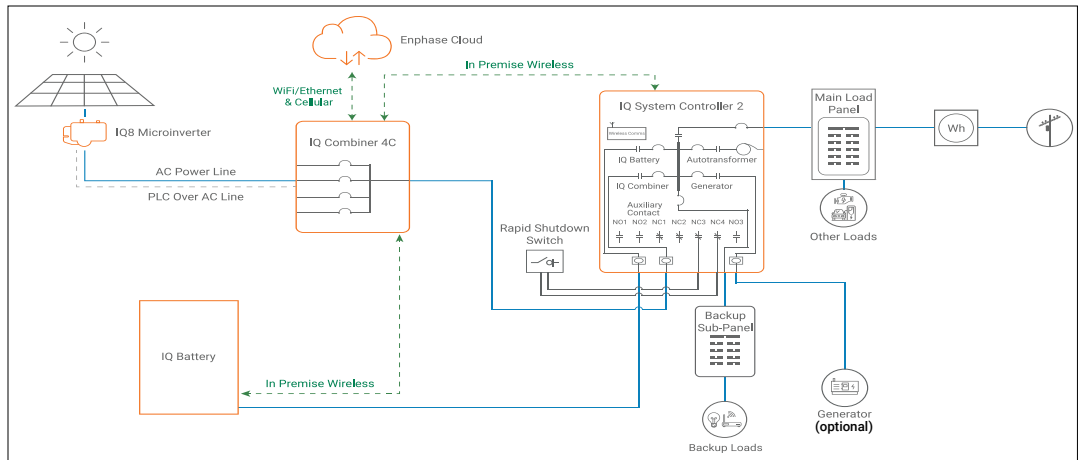 Enphase Cloud
In Premise Wireless
WiFi/Ethernet
& Cellular
IQ8 Microinverter
IQ Combiner 4C
AC Power Line
PLC Over AC Line
IQ System Controller 2
Wireless Comms
IQ Battery
Autotransformer
IQ Combiner
Generator
Auxiliary
Contact
NO1 NO2 NC1 NC2 NC3 NC4 NO3
Main Load
Panel
Wh
Other Loads
Rapid Shutdown
Switch
Backup
Sub-Panel
IQ Battery
In Premise Wireless
Backup Loads
Generator
(optional)